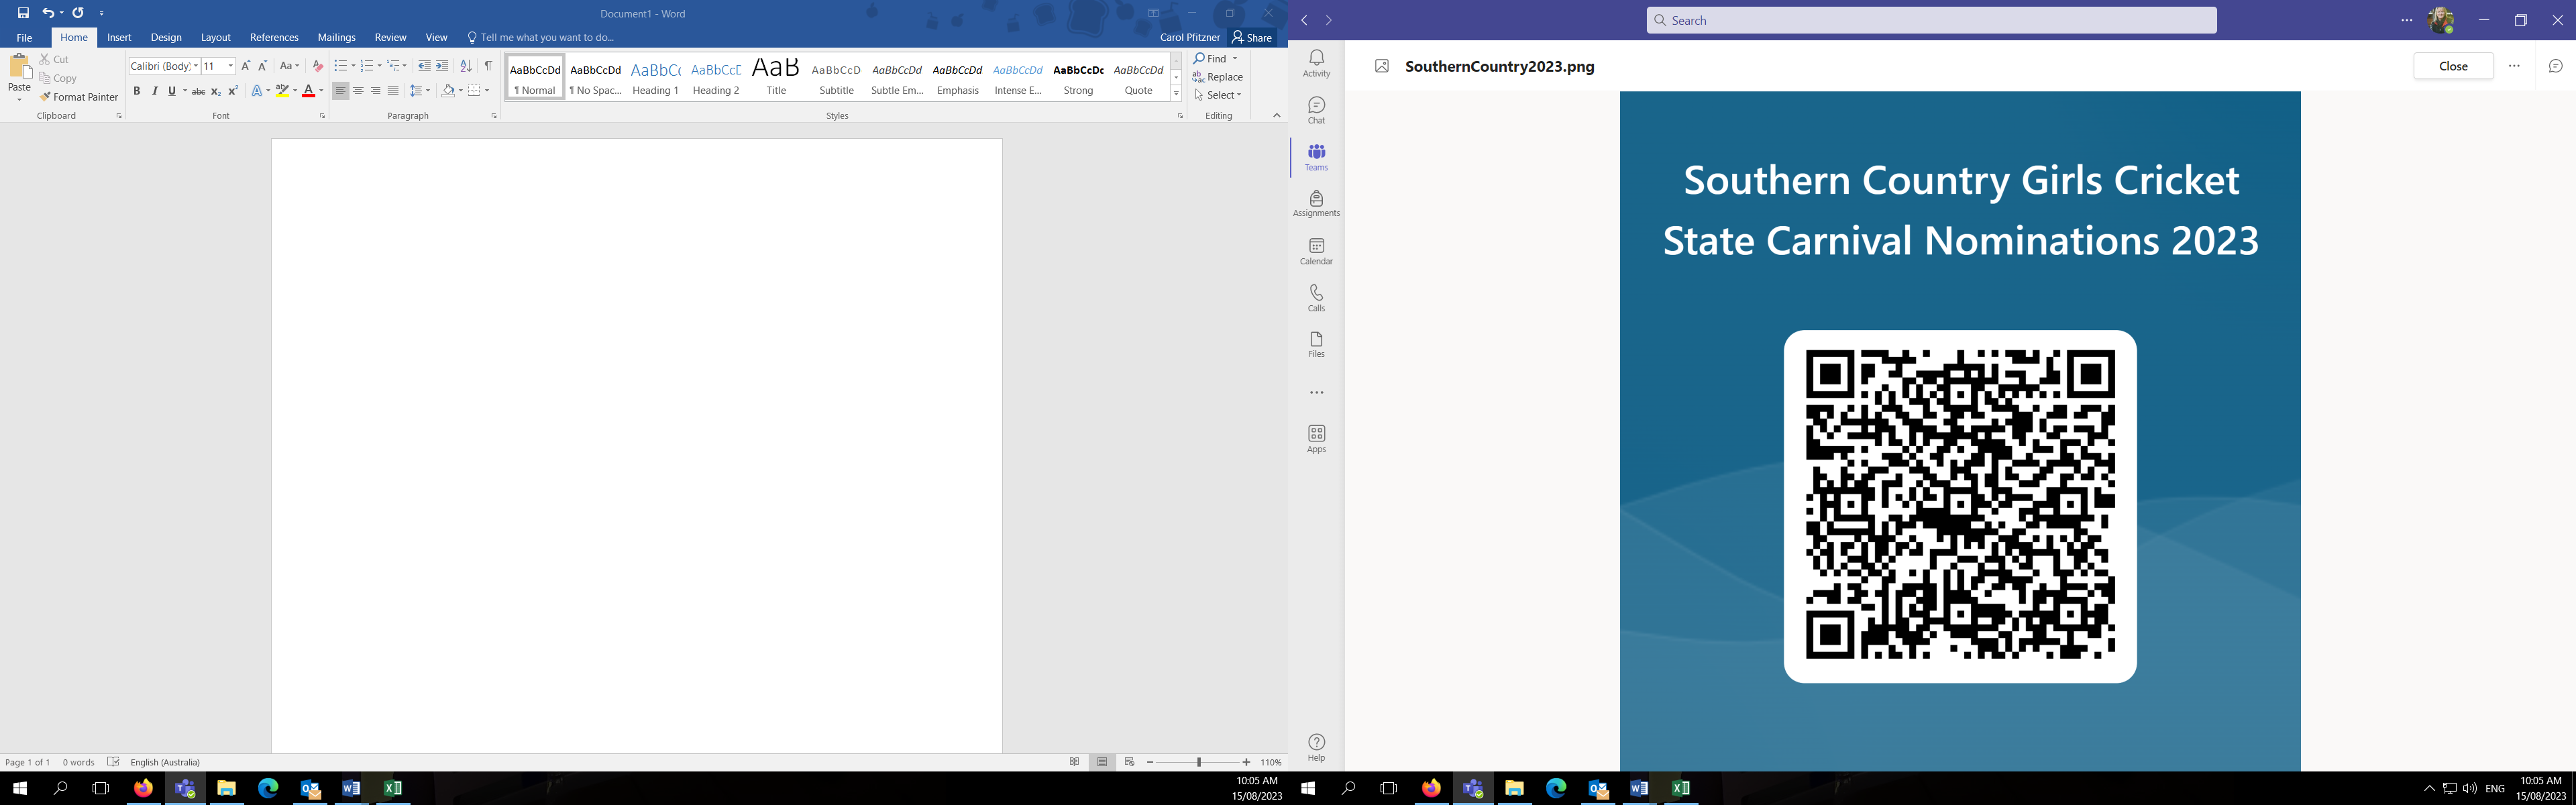 Document1 - Word
File Home Insert Design Layout References Mailings Review View Tell me what you want to do...
Carol Pfitzner Share
Paste
Cut
Copy
Format Painter
Clipboard
Calibri (Body) 11
Font
Paragraph
AaBbCcDd AaBbCcDd AaBbCc AaBbCcD AaB AaBbCcD AaBbCcDd AaBbCcDd AaBbCcDd AaBbCcDc AaBbCcDd
¶ Normal ¶ No Spac... Heading 1 Heading 2 Title Subtitle Subtle Em... Emphasis Intense E... Strong Quote
Styles
Find
Replace
Select
Editing
Page 1 of 1 0 words English (Australia)
110%
10:05 AM
15/08/2023
Search
Activity
Chat
Teams
Assignments
Calendar
Calls
Files
Apps
Help
SouthernCountry2023.png
Close
Southern Country Girls Cricket
State Carnival Nominations 2023
ENG
10:05 AM
15/08/2023